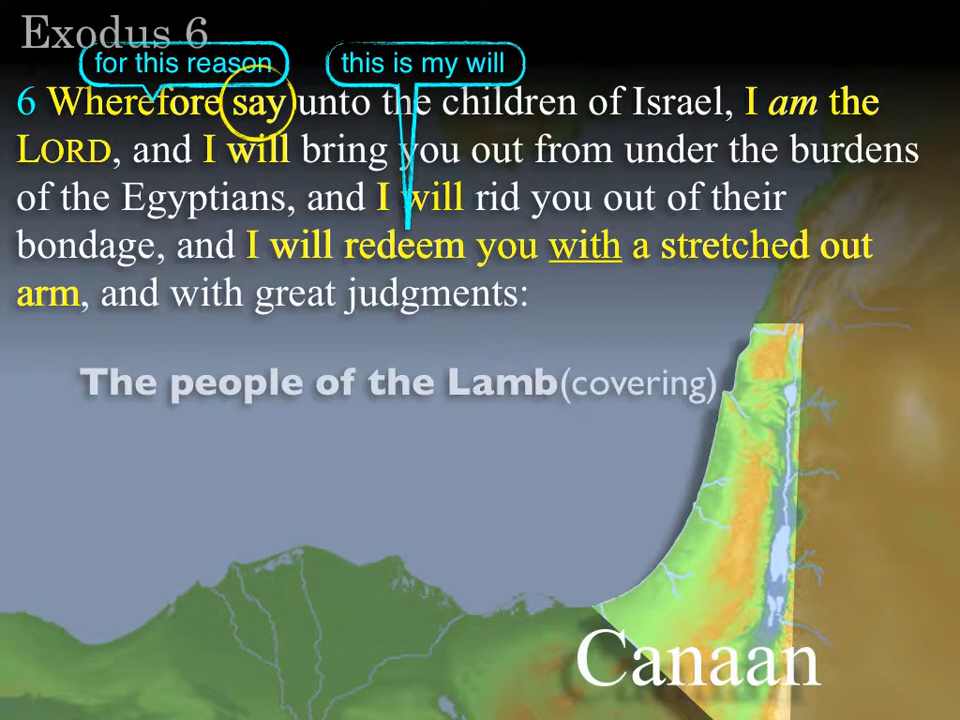 Exodus 6
for this reason this is my will
6 Wherefore say unto the children of Israel, I am the
LORD, and I will bring you out from under the burdens
of the Egyptians, and I will rid you out of their
bondage, and I will redeem you with a stretched out
arm, and with great judgments:
The people of the Lamb(covering)
Canaan